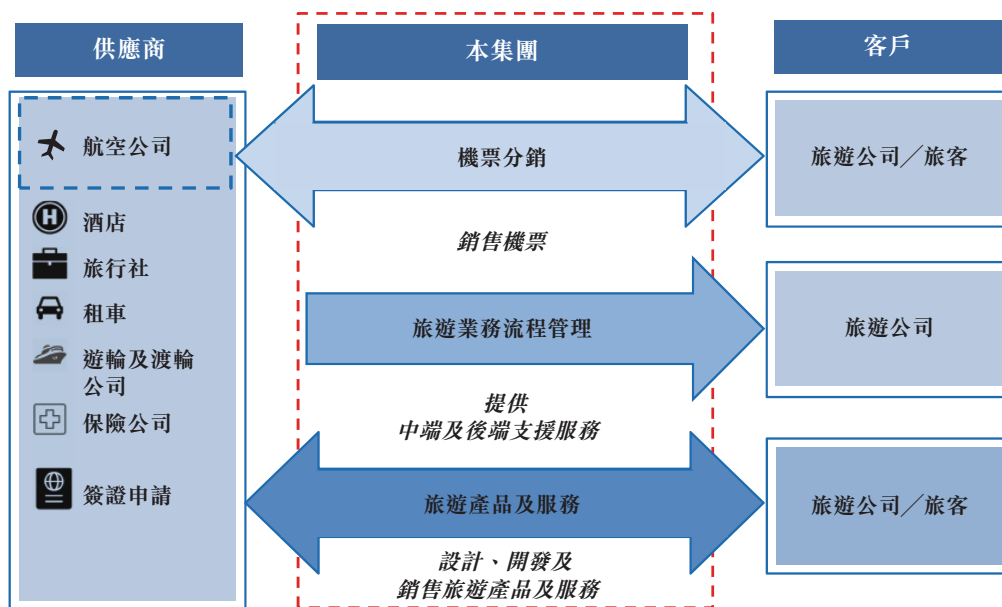 供應商
本集團
客戶
航空公司
酒店
旅行社
租車
遊輪及渡輪
公司
保險公司
簽證申請
機票分銷
銷售機票
旅遊業務流程管理
提供
中端及後端支援服務
旅遊產品及服務
設計、開發及
銷售旅遊產品及服務
旅遊公司╱旅客
旅遊公司
旅遊公司╱旅客